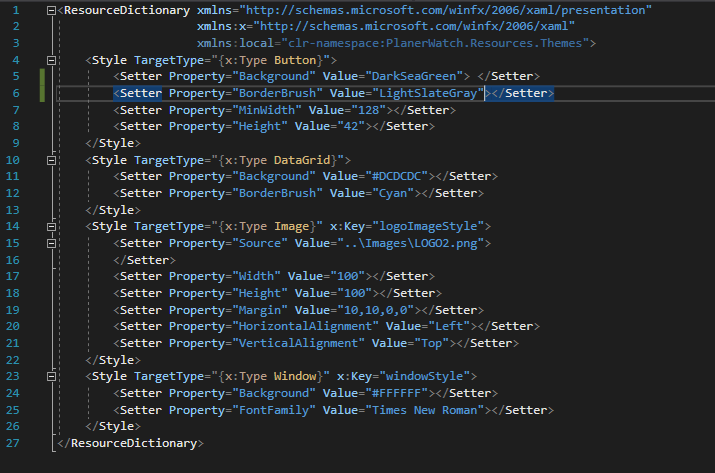 1 <ResourceDictionary xmlns="http://schemas.microsoft.com/winfx/2006/xaml/presentation"
2 xmlns:x="http://schemas.microsoft.com/winfx/2006/xaml"
3 xmlns:local="clr-namespace:PlanerWatch.Resources.Themes">
4 <Style TargetType="{x:Type Button}">
5 <Setter Property="Background" Value="DarkSeaGreen"> </Setter>
6 <Setter Property="BorderBrush" Value="LightSlateGray"></Setter>
7 <Setter Property="MinWidth" Value="128"></Setter>
8 <Setter Property="Height" Value="42"></Setter>
9 </Style>
10 <Style TargetType="{x:Type DataGrid}">
11 <Setter Property="Background" Value="#DCDCDC"></Setter>
12 <Setter Property="BorderBrush" Value="Cyan"></Setter>
13 </Style>
14 <Style TargetType="{x:Type Image}" x:Key="logoImageStyle">
15 <Setter Property="Source" Value="..\Images\LOGO2.png">
16 </Setter>
17 <Setter Property="Width" Value="100"></Setter>
18 <Setter Property="Height" Value="100"></Setter>
19 <Setter Property="Margin" Value="10,10,0,0"></Setter>
20 <Setter Property="HorizontalAlignment" Value="Left"></Setter>
21 <Setter Property="VerticalAlignment" Value="Top"></Setter>
22 </Style>
23 <Style TargetType="{x:Type Window}" x:Key="windowStyle">
24 <Setter Property="Background" Value="#FFFFFF"></Setter>
25 <Setter Property="FontFamily" Value="Times New Roman"></Setter>
26 </Style>
27 </ResourceDictionary>